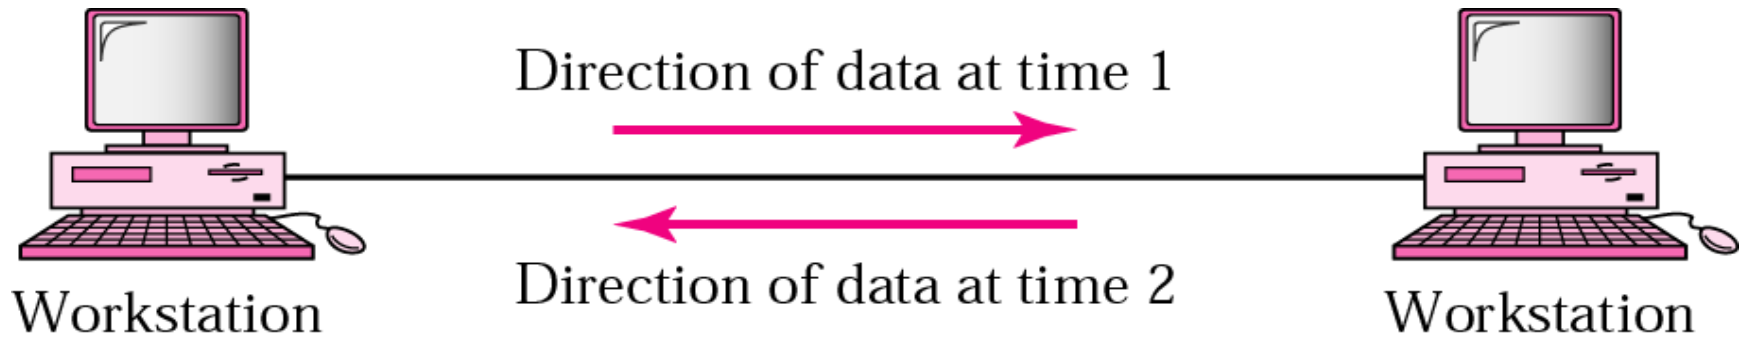 Direction of data at time 1
Direction of data at time 2
Workstation
Workstation